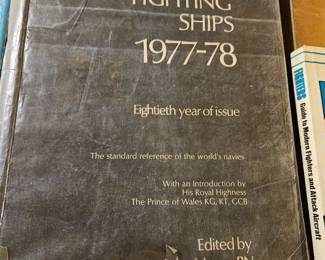 FIGHTING
SHIPS
1977-78
Eightieth year of issue
The standard reference of the world's navies
With an Introduction by
His Royal Highness
The Prince of Wales KG, KT, GCB
Edited by
RN
FIGHTERS
Guide to Modern Fighters and Attack Aircraft